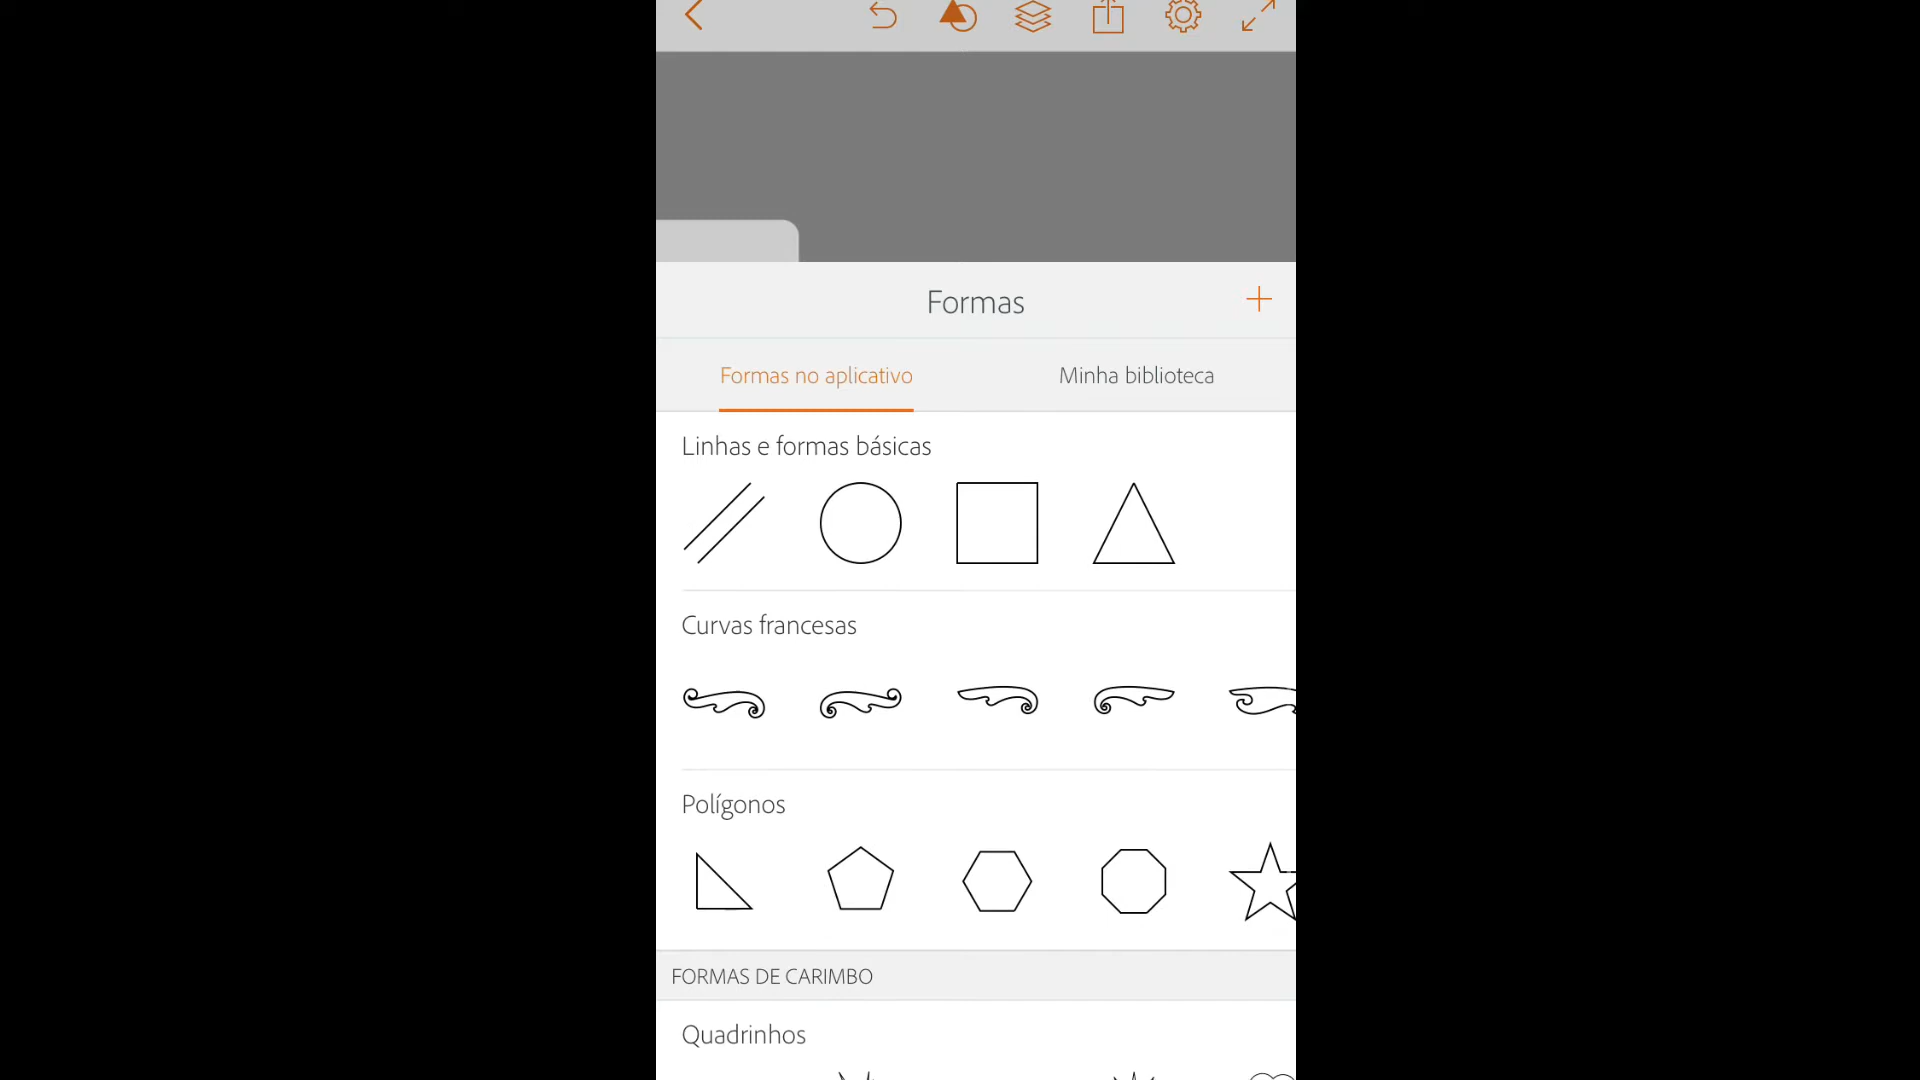 Formas
Formas no aplicativo
Minha biblioteca
Linhas e formas básicas
Curvas francesas
Polígonos
FORMAS DE CARIMBO
Quadrinhos